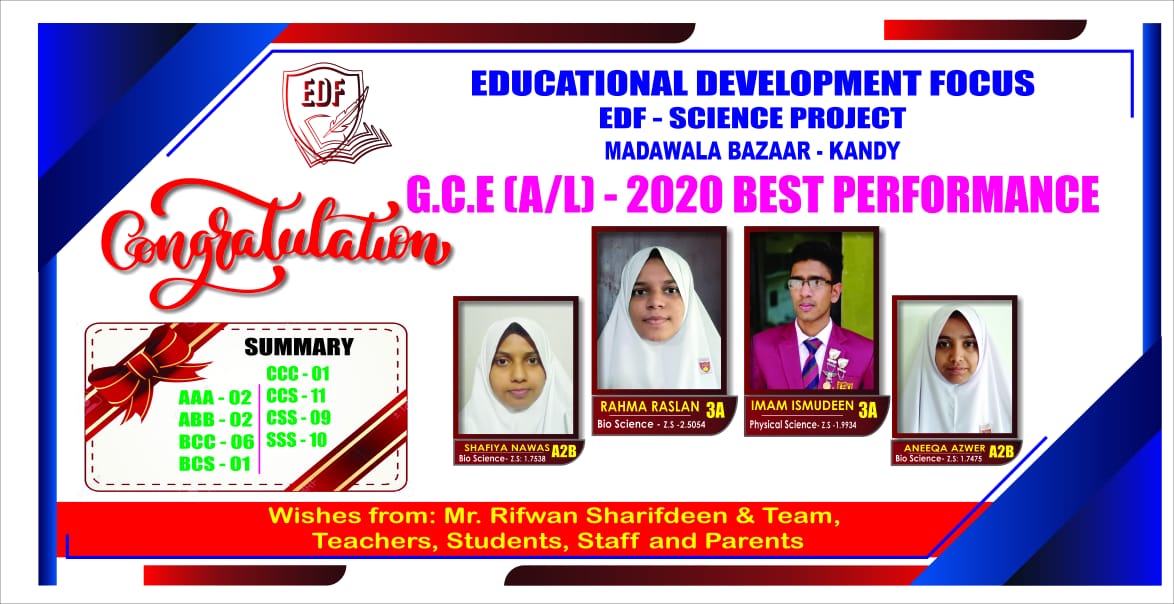 EDF
EDUCATIONAL DEVELOPMENT FOCUS
EDF - SCIENCE PROJECT
MADAWALA BAZAAR - KANDY
G.C.E (A/L) - 2020 BEST PERFORMANCE
Congratulation
SUMMARY
AAA - 02
ABB - 02
BCC - 06
BCS - 01
CCC - 01
CCS - 11
CSS - 09
SSS - 10
SHAFIYA NAWAS A2B
Bio Science- Z.S: 1.7538
RAHMA RASLAN 3A
Bio Science - Z.S -2.5054
IMAM ISMUDEEN 3A
Physical Science- Z.S -1.9934
ANEEQA AZWER A2B
Bio Science- Z.S: 1.7475
Wishes from: Mr. Rifwan Sharifdeen & Team,
Teachers, Students, Staff and Parents